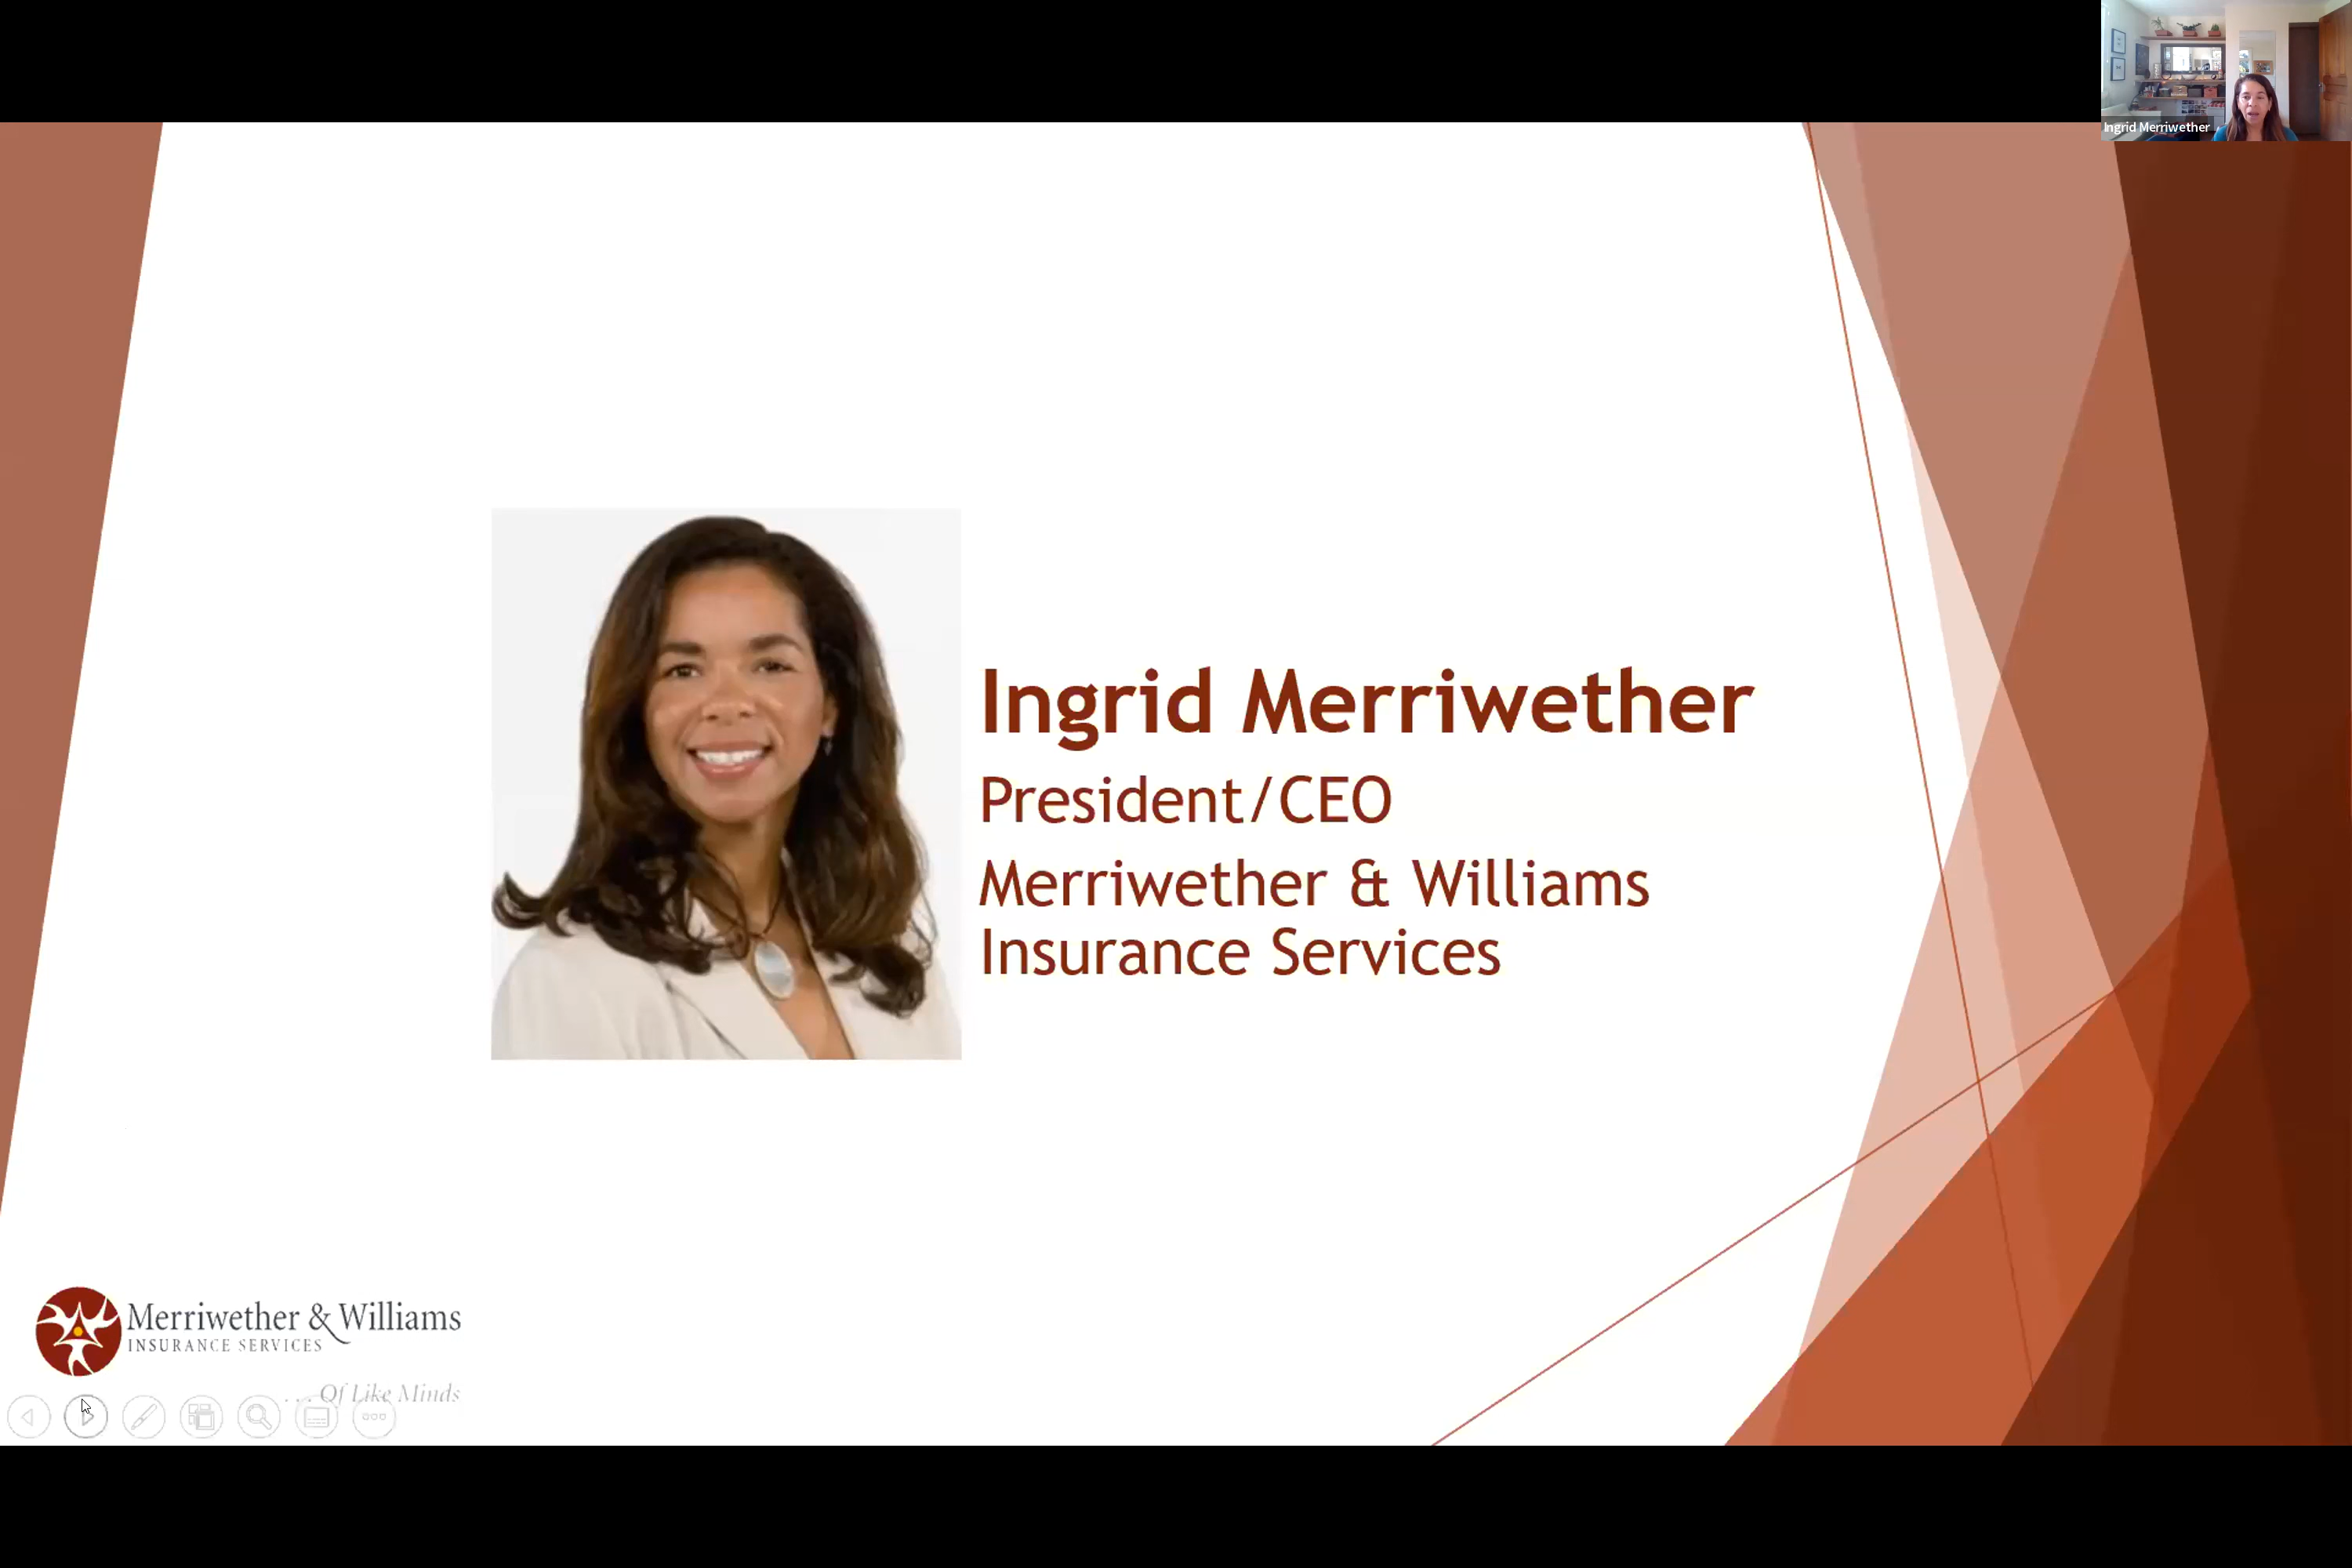 Ingrid Merriwether
Ingrid Merriwether
President/CEO
Merriwether & Williams
Insurance Services
Merriwether & Williams
INSURANCE SERVICES
. . . Of Like Minds